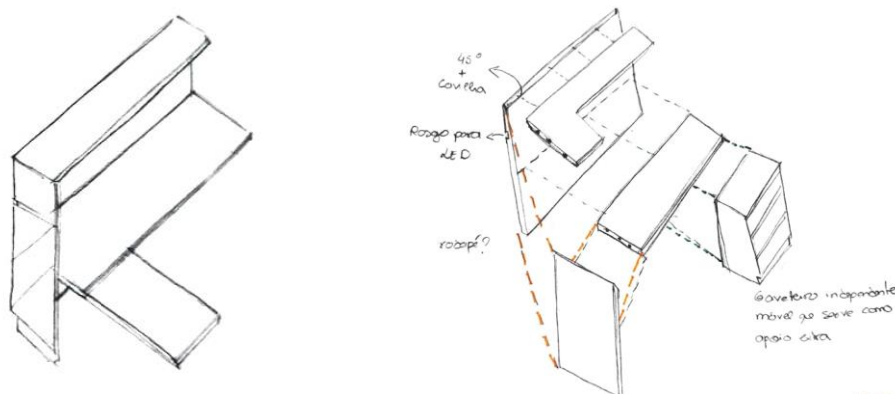 45°
+
Cavilha
Rasgo para
LED
rodapé?
Gaveteiro independente
móvel que serve como
apoio extra